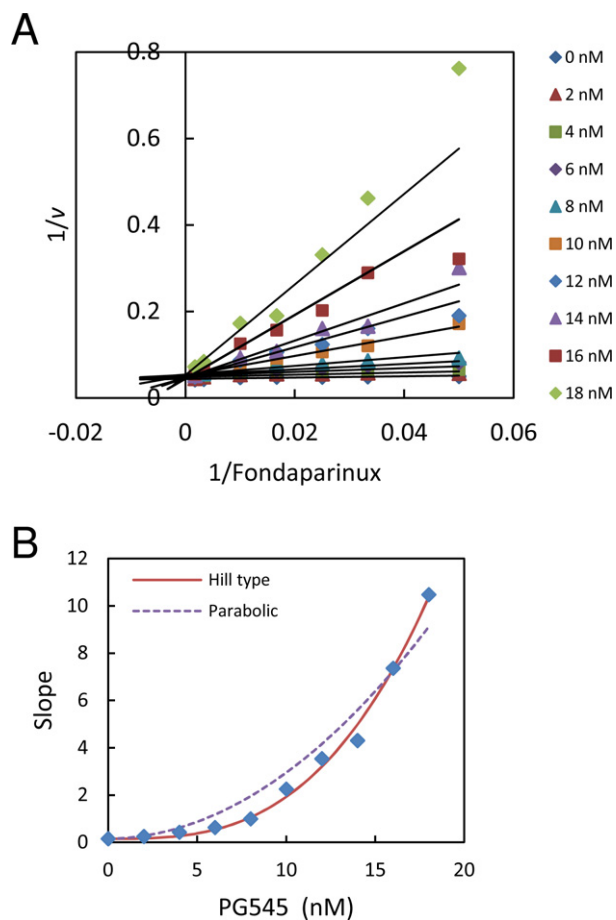 A
0.8
0.6
0.4
0.2
0
1/v
-0.02
0
0.02
0.04
0.06
1/Fondaparinux
0 nM
2 nM
4 nM
6 nM
8 nM
10 nM
12 nM
14 nM
16 nM
18 nM
B
12
10
8
6
4
2
0
Slope
Hill type
Parabolic
0
5
10
15
20
PG545 (nM)